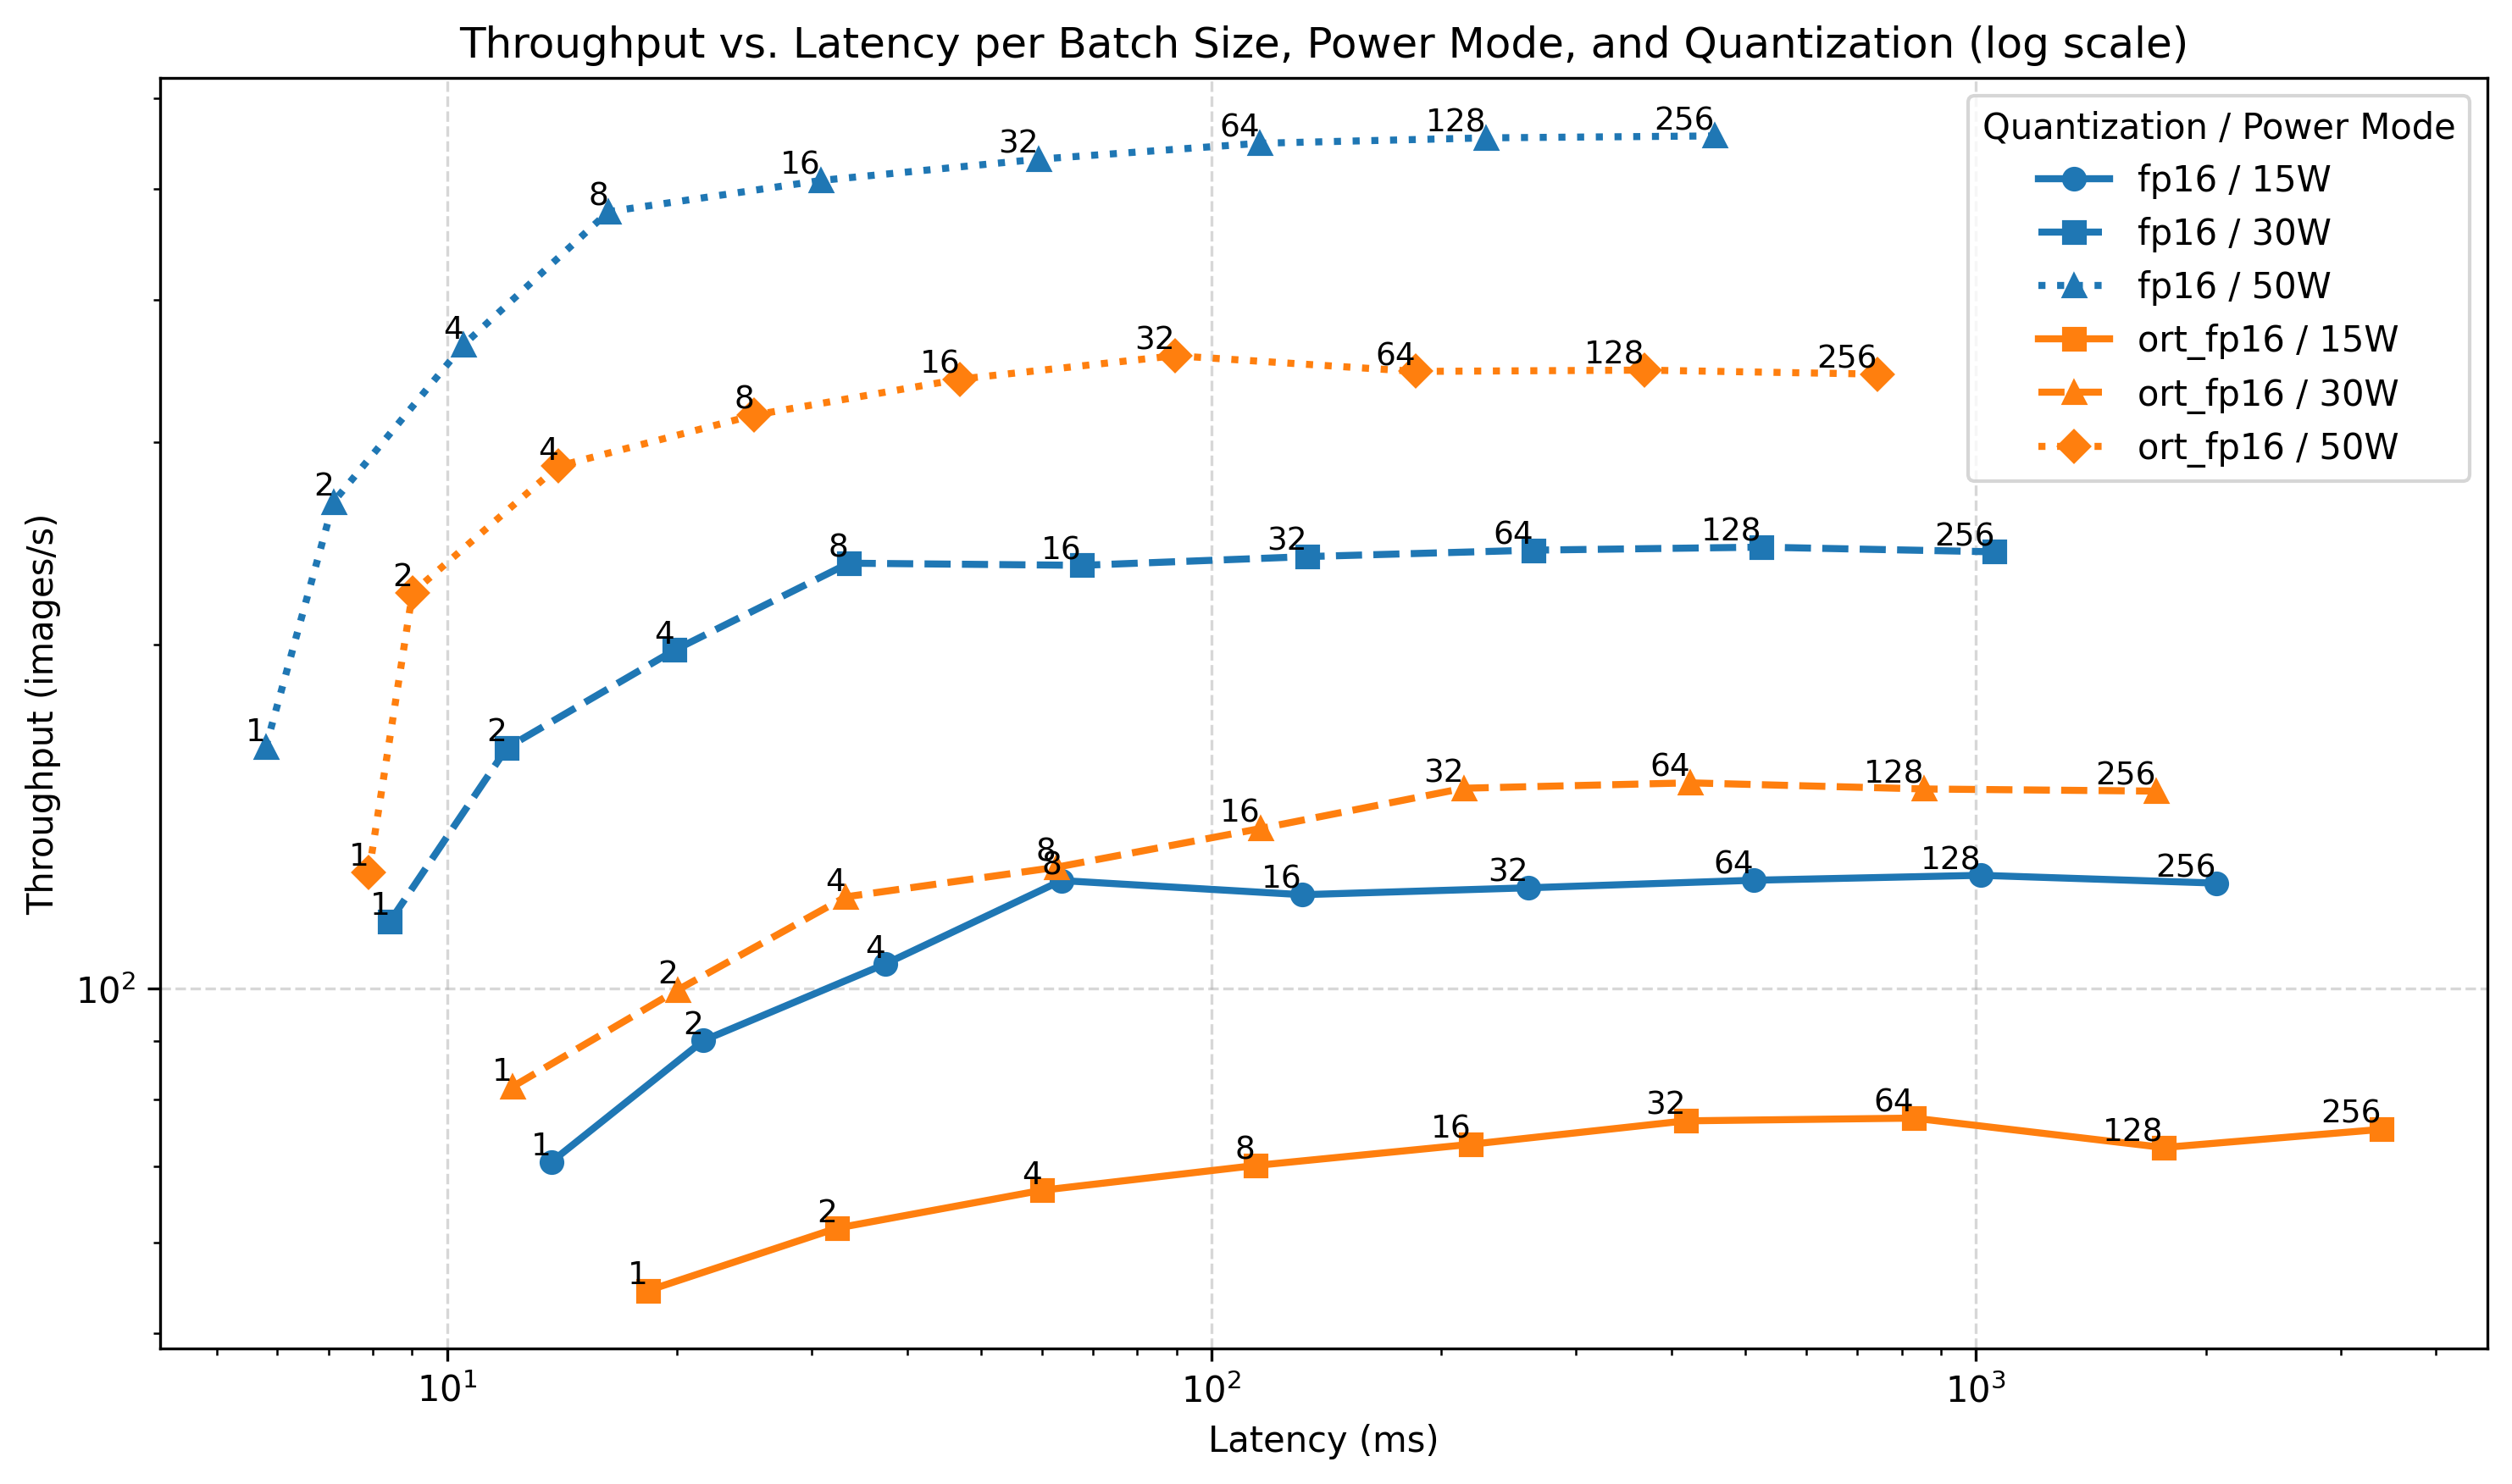 Throughput vs. Latency per Batch Size, Power Mode, and Quantization (log scale)
Throughput (images/s)
10²
Quantization / Power Mode
fp16 / 15W
fp16 / 30W
fp16 / 50W
ort_fp16 / 15W
ort_fp16 / 30W
ort_fp16 / 50W
1 2 4 8 16 32 64 128 256
1 2 4 8 16 32 64 128 256
1 2 4 8 16 32 64 128 256
1 2 4 8 16 32 64 128 256
1 2 4 8 16 32 64 128 256
1 2 4 8 16 32 64 128 256
10¹ 10² 10³
Latency (ms)